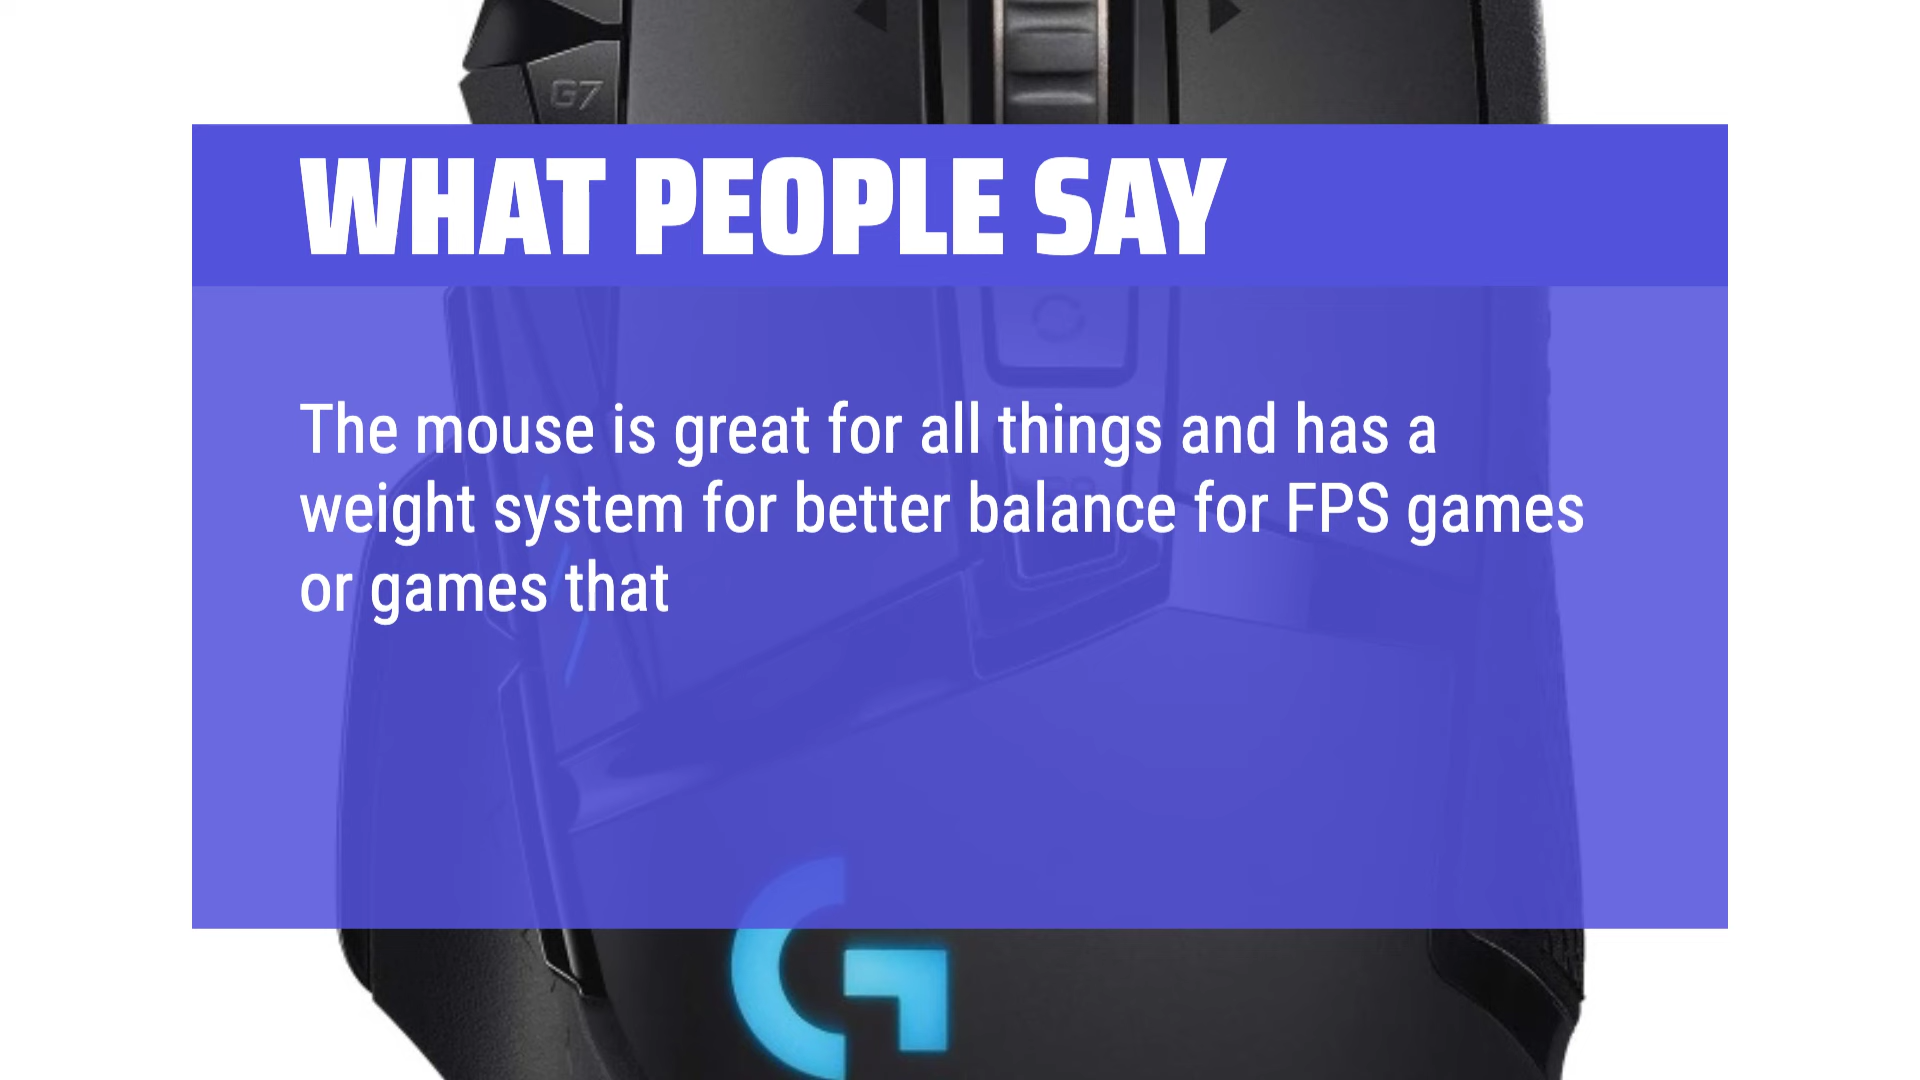 G7
WHAT PEOPLE SAY
The mouse is great for all things and has a
weight system for better balance for FPS games
or games that
G